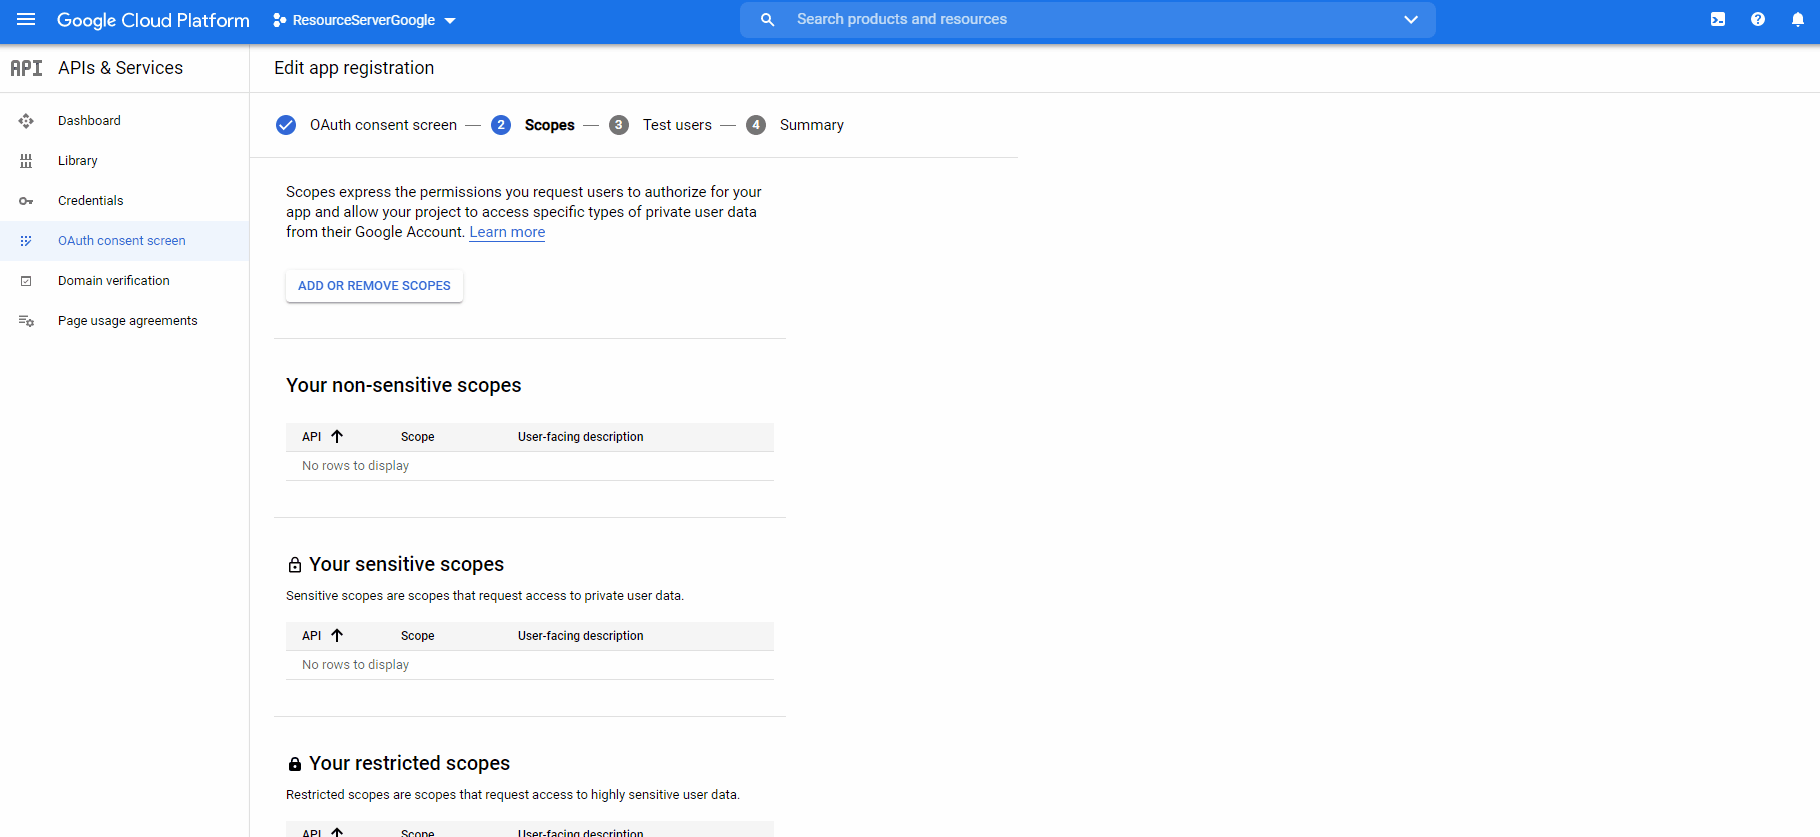 Google Cloud Platform
ResourceServerGoogle
Search products and resources
API APIs & Services
Edit app registration
Dashboard
Library
Credentials
OAuth consent screen
Domain verification
Page usage agreements
OAuth consent screen — 2 Scopes — 3 Test users — 4 Summary
Scopes express the permissions you request users to authorize for your
app and allow your project to access specific types of private user data
from their Google Account. Learn more
ADD OR REMOVE SCOPES
Your non-sensitive scopes
API Scope User-facing description
No rows to display
Your sensitive scopes
Sensitive scopes are scopes that request access to private user data.
API Scope User-facing description
No rows to display
Your restricted scopes
Restricted scopes are scopes that request access to highly sensitive user data.
API Scope User-facing description